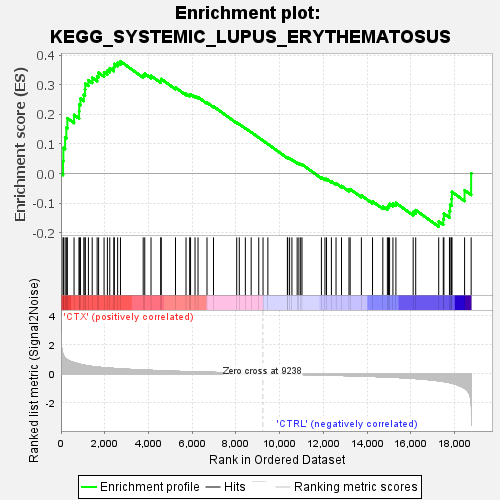 Enrichment plot:
KEGG_SYSTEMIC_LUPUS_ERYTHEMATOSUS
Enrichment score (ES)
0.4
0.3
0.2
0.1
0.0
-0.1
-0.2
'CTX' (positively correlated)
Ranked list metric (Signal2Noise)
4
2
0
-2
Zero cross at 9238
'CTRL' (negatively correlated)
0 2,000 4,000 6,000 8,000 10,000 12,000 14,000 16,000 18,000
Rank in Ordered Dataset
Enrichment profile Hits Ranking metric scores